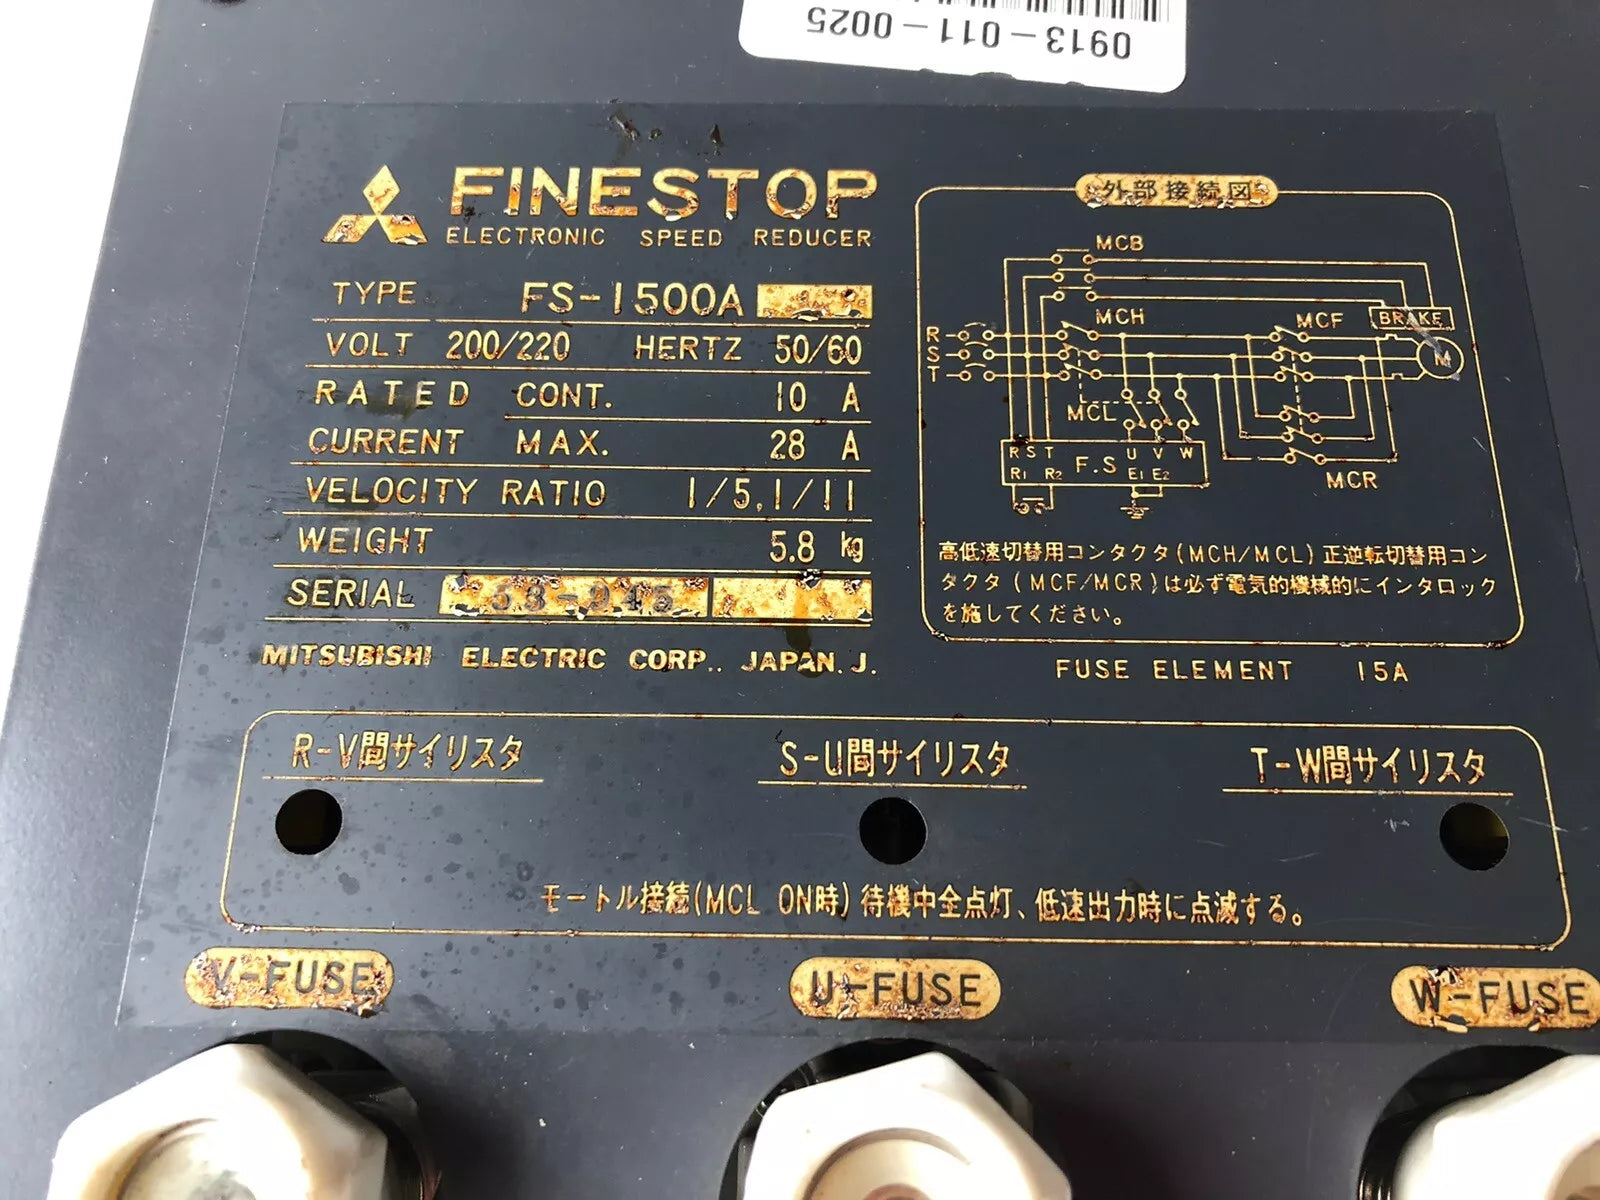 0913-011-0025
FINESTOP
ELECTRONIC SPEED REDUCER
TYPE FS-1500A
VOLT 200/220 HERTZ 50/60
RATED CONT. 10 A
CURRENT MAX. 28 A
VELOCITY RATIO 1/5, 1/11
WEIGHT 5.8 kg
SERIAL
MITSUBISHI ELECTRIC CORP., JAPAN. J.
外部接続図
MCB
MCH
MCF
BRAKE
R
S
T
M
MCL
R S T U V W
F.S
R1 R2 E1 E2
MCR
高低速切替用コンタクタ(MCH/MCL)正逆転切替用コン
タクタ(MCF/MCR)は必ず電気的機械的にインタロック
を施してください。
FUSE ELEMENT 15A
R-V間サイリスタ
S-U間サイリスタ
T-W間サイリスタ
モートル接続(MCL ON時)待機中全点灯、低速出力時に点滅する。
V-FUSE
U-FUSE
W-FUSE